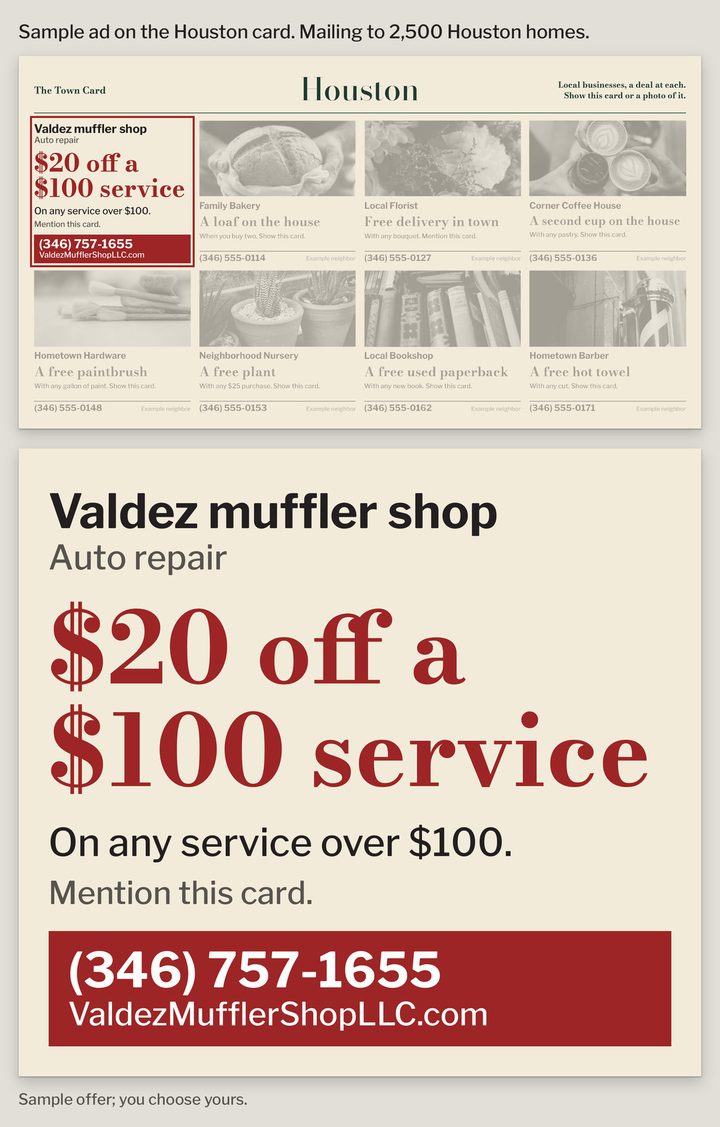 Sample ad on the Houston card. Mailing to 2,500 Houston homes.
The Town Card
Houston
Local businesses, a deal at each.
Show this card or a photo of it.
Valdez muffler shop
Auto repair
$20 off a
$100 service
On any service over $100.
Mention this card.
(346) 757-1655
ValdezMufflerShopLLC.com
Family Bakery
A loaf on the house
When you buy two. Show this card.
(346) 555-0114
Example neighbor
Local Florist
Free delivery in town
With any bouquet. Mention this card.
(346) 555-0127
Example neighbor
Corner Coffee House
A second cup on the house
With any pastry. Show this card.
(346) 555-0136
Example neighbor
Hometown Hardware
A free paintbrush
With any gallon of paint. Show this card.
(346) 555-0148
Example neighbor
Neighborhood Nursery
A free plant
With any $25 purchase. Show this card.
(346) 555-0153
Example neighbor
Local Bookshop
A free used paperback
With any new book. Show this card.
(346) 555-0162
Example neighbor
Hometown Barber
A free hot towel
With any cut. Show this card.
(346) 555-0171
Example neighbor
Valdez muffler shop
Auto repair
$20 off a
$100 service
On any service over $100.
Mention this card.
(346) 757-1655
ValdezMufflerShopLLC.com
Sample offer; you choose yours.